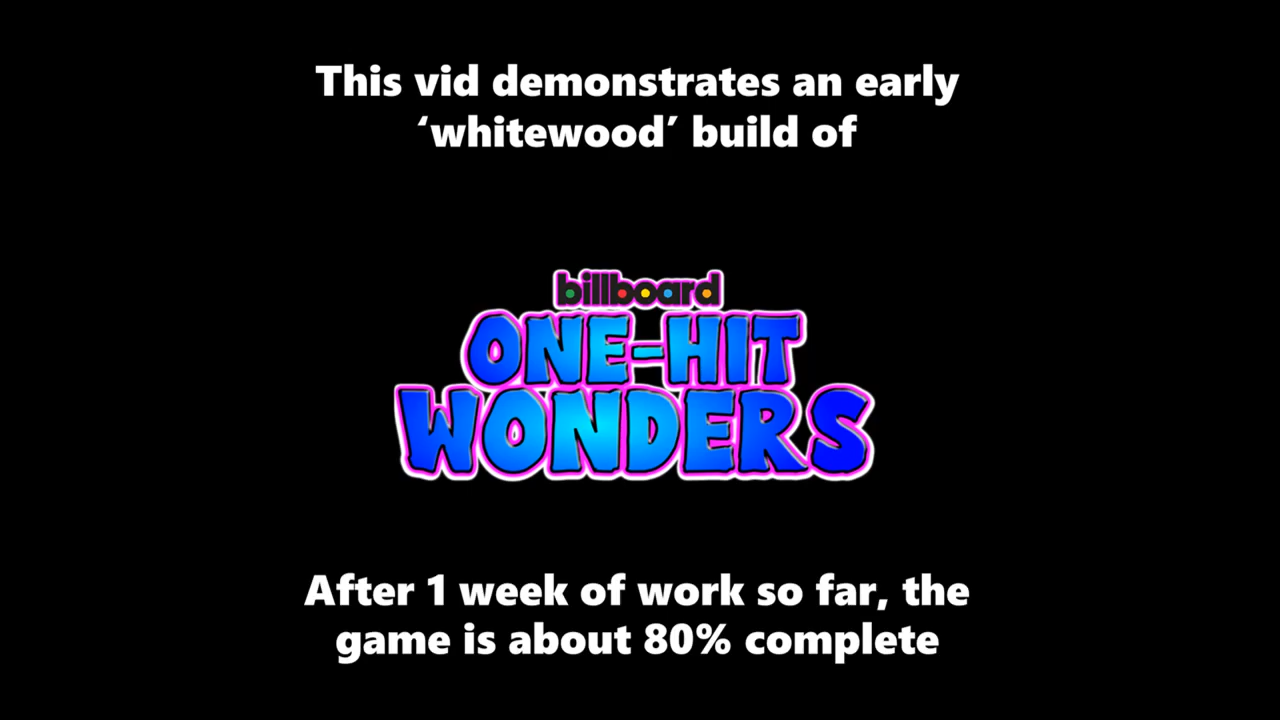 This vid demonstrates an early
‘whitewood’ build of
billboard
ONE-HIT
WONDERS
After 1 week of work so far, the
game is about 80% complete